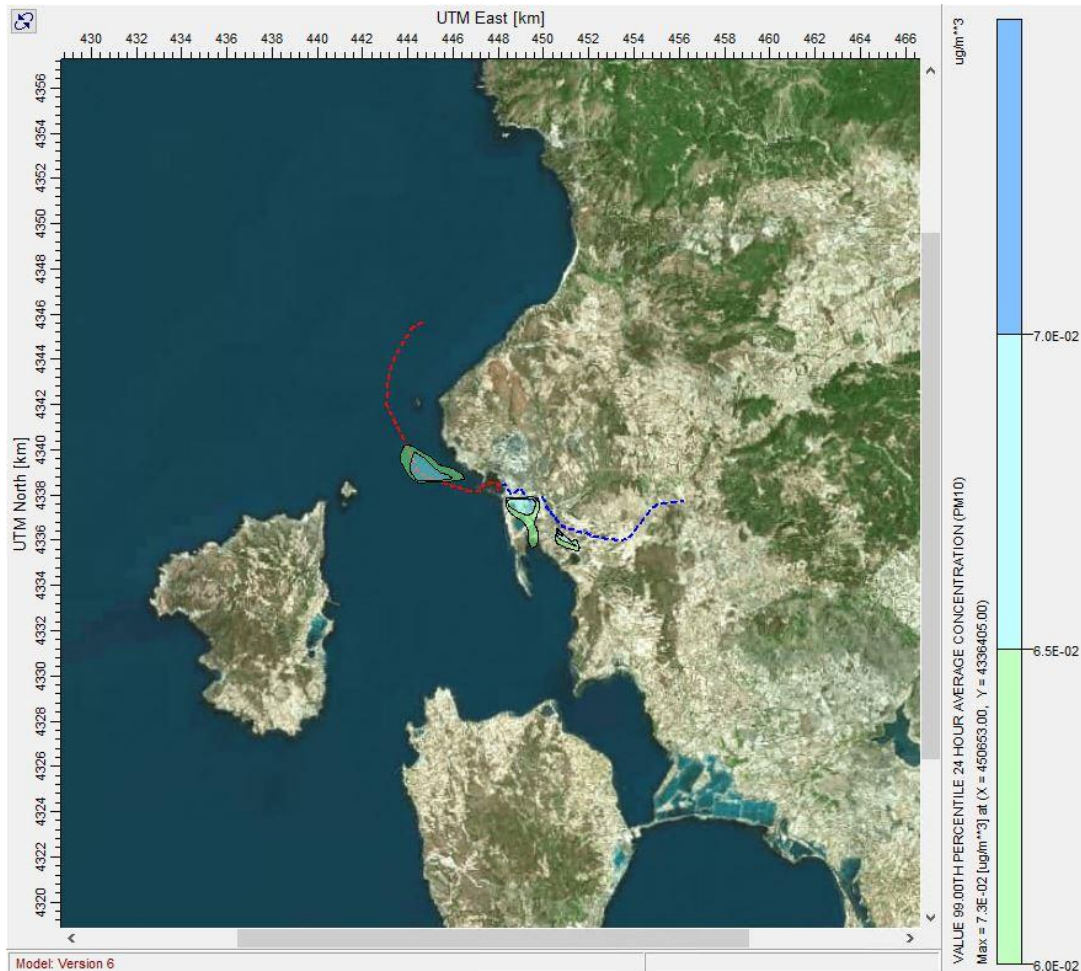 UTM East [km]
430 432 434 436 438 440 442 444 446 448 450 452 454 456 458 460 462 464 466
UTM North [km]
4356
4354
4352
4350
4348
4346
4344
4342
4340
4338
4336
4334
4332
4330
4328
4326
4324
4322
4320
ug/m**3
7.0E-02
6.5E-02
6.0E-02
VALUE 99.00TH PERCENTILE 24 HOUR AVERAGE CONCENTRATION (PM10)
Max = 7.3E-02 [ug/m**3] at (X = 450653.00, Y = 4336405.00)
Model: Version 6